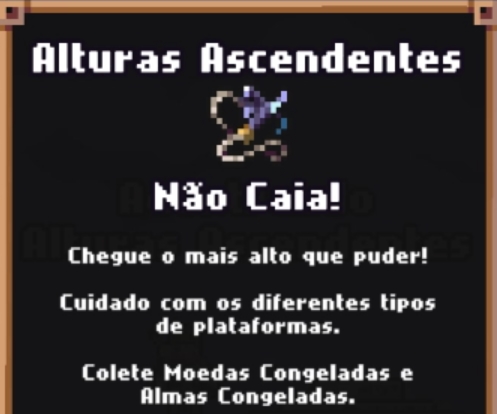 Alturas Ascendentes
Não Caia!
Chegue o mais alto que puder!
Cuidado com os diferentes tipos
de plataformas.
Colete Moedas Congeladas e
Almas Congeladas.